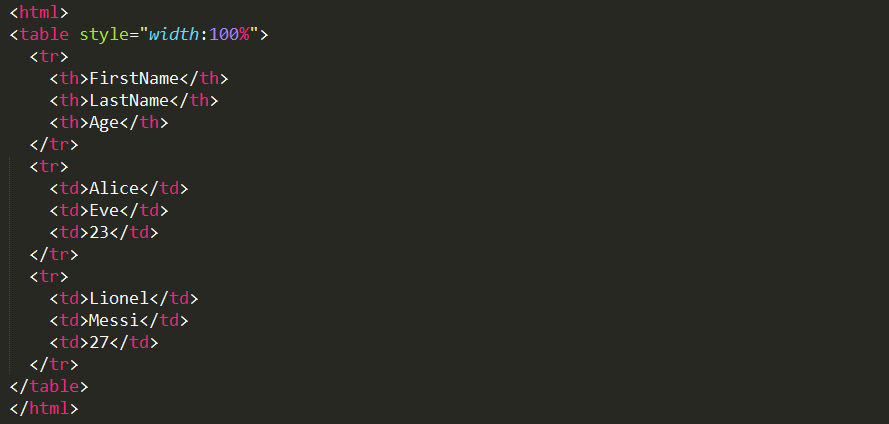 <html>
<table style="width:100%">
  <tr>
    <th>FirstName</th>
    <th>LastName</th>
    <th>Age</th>
  </tr>
  <tr>
    <td>Alice</td>
    <td>Eve</td>
    <td>23</td>
  </tr>
  <tr>
    <td>Lionel</td>
    <td>Messi</td>
    <td>27</td>
  </tr>
</table>
</html>